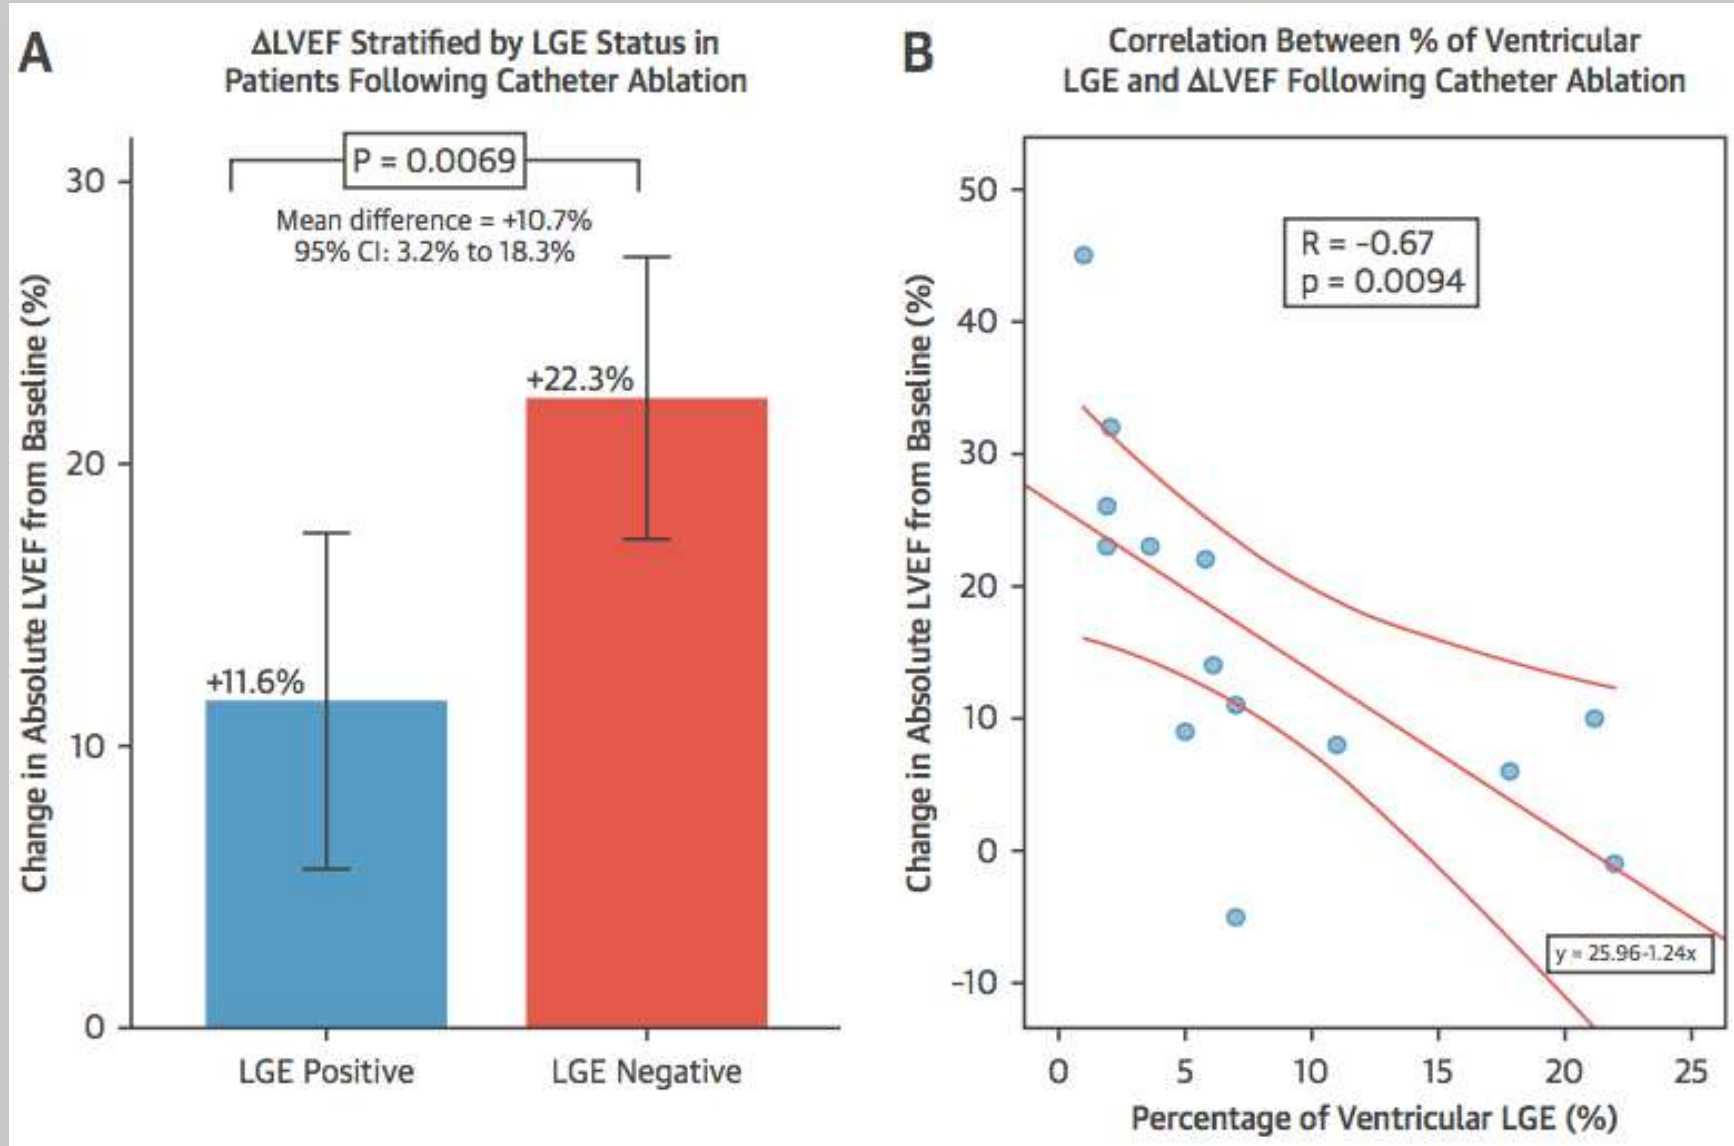 A
ΔLVEF Stratified by LGE Status in
Patients Following Catheter Ablation
P = 0.0069
Mean difference = +10.7%
95% CI: 3.2% to 18.3%
Change in Absolute LVEF from Baseline (%)
30
20
10
0
+11.6%
+22.3%
LGE Positive
LGE Negative
B
Correlation Between % of Ventricular
LGE and ΔLVEF Following Catheter Ablation
R = -0.67
p = 0.0094
Change in Absolute LVEF from Baseline (%)
50
40
30
20
10
0
-10
y = 25.96-1.24x
0 5 10 15 20 25
Percentage of Ventricular LGE (%)